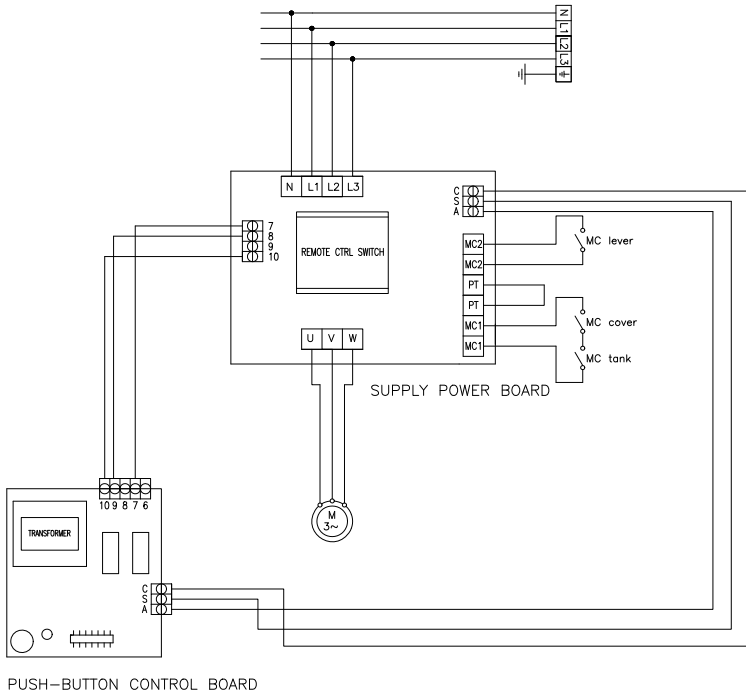 N
L1
L2
L3
N L1 L2 L3
C
S
A
7
8
9
10
REMOTE CTRL SWITCH
MC2
MC2
PT
PT
MC1
MC1
MC lever
MC cover
MC tank
U V W
SUPPLY POWER BOARD
M
3~
10 9 8 7 6
TRANSFORMER
C
S
A
PUSH-BUTTON CONTROL BOARD